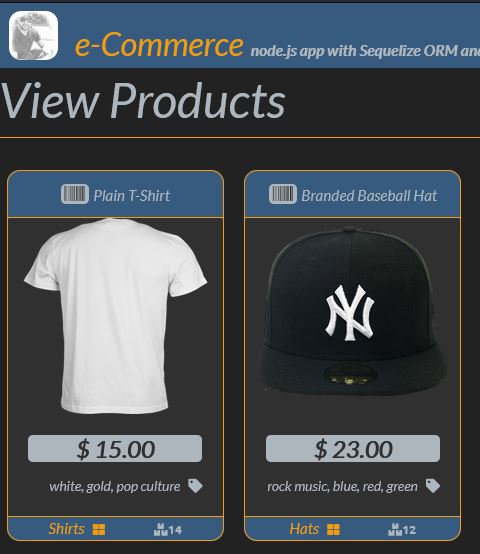 e-Commerce node.js app with Sequelize ORM and
View Products
Plain T-Shirt
Branded Baseball Hat
NY
$ 15.00
$ 23.00
white, gold, pop culture
rock music, blue, red, green
Shirts 14
Hats 12